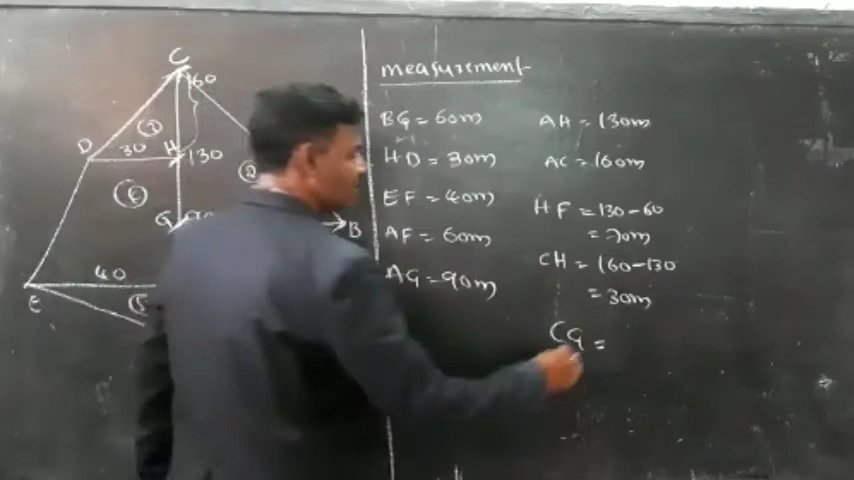 C
160
D
30
H
130
G
B
40
E
measurement
BG = 60m
HD = 30m
EF = 40m
AF = 60m
AG = 90m
AH = 130m
AC = 160m
HF = 130-60
= 70m
CH = 160-130
= 30m
CG =